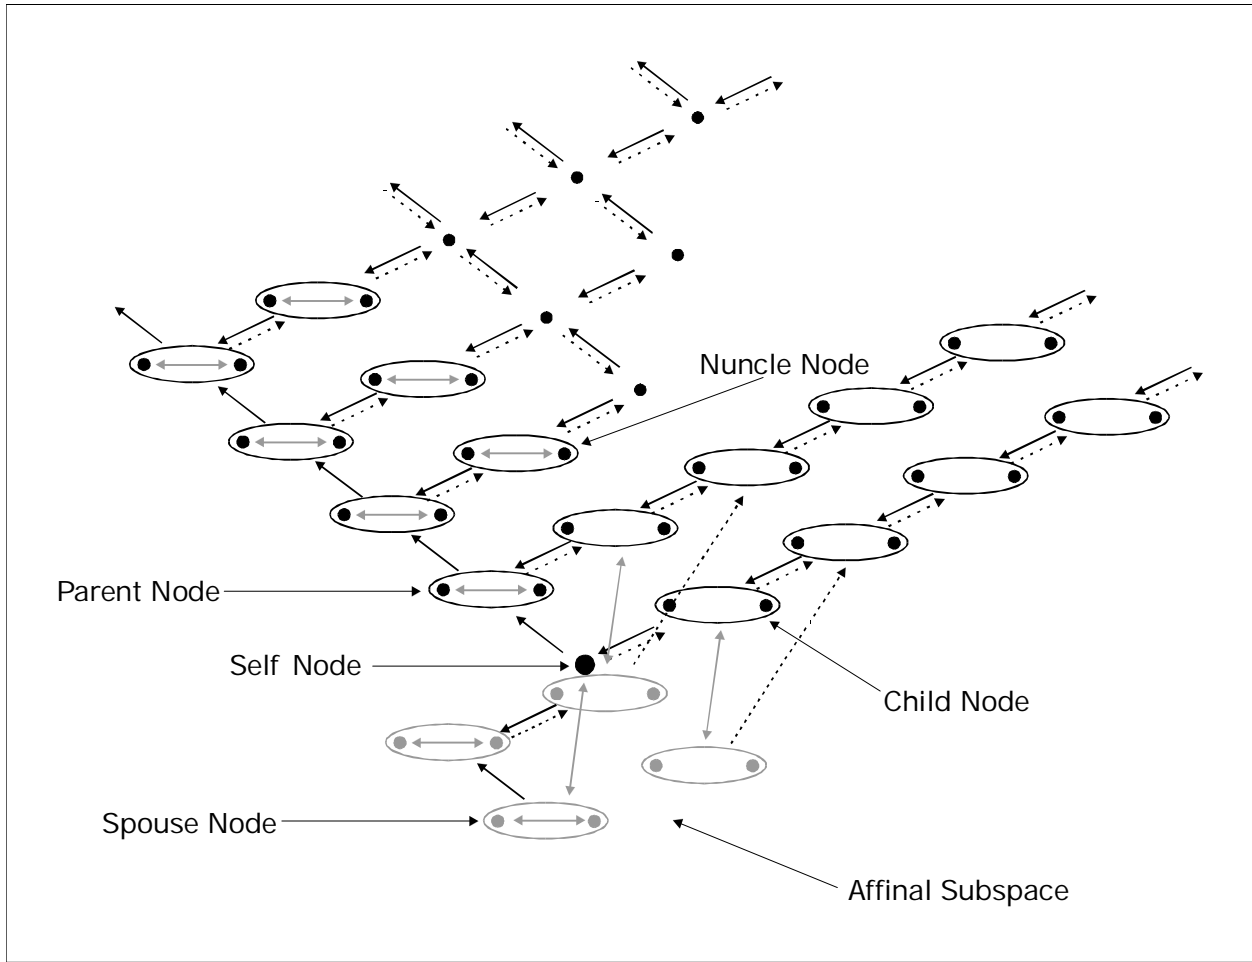 Nuncle Node
Parent Node
Self Node
Child Node
Spouse Node
Affinal Subspace